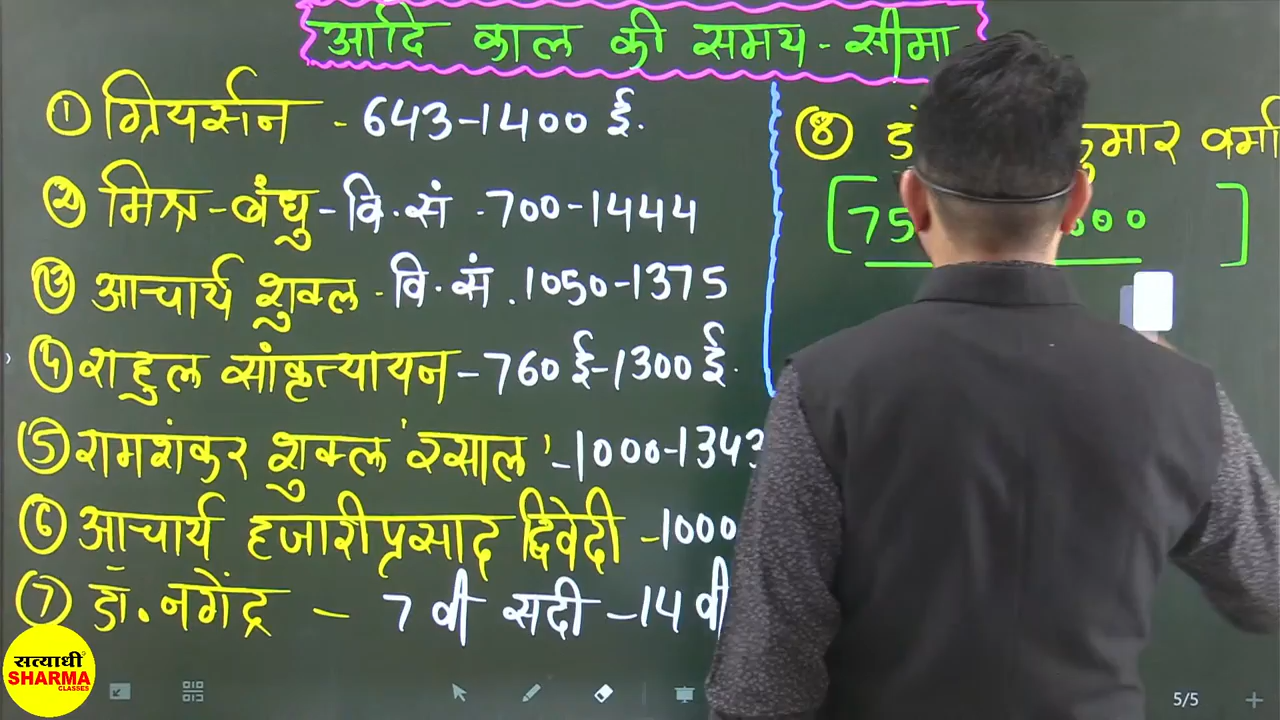 आदि काल की समय - सीमा
① ग्रियर्सन - 643-1400 ई.
② मिश्र-बंधु - वि.सं .700-1444
③ आचार्य शुक्ल - वि.सं .1050-1375
④ राहुल सांकृत्यायन - 760 ई-1300 ई.
⑤ रामशंकर शुक्ल 'रसाल' - 1000-1343
⑥ आचार्य हजारीप्रसाद द्विवेदी - 1000
⑦ डॉ. नगेंद्र - 7 वी सदी - 14 वी
⑧ कुमार वर्मा
सत्यार्थी
SHARMA
CLASSES
5/5